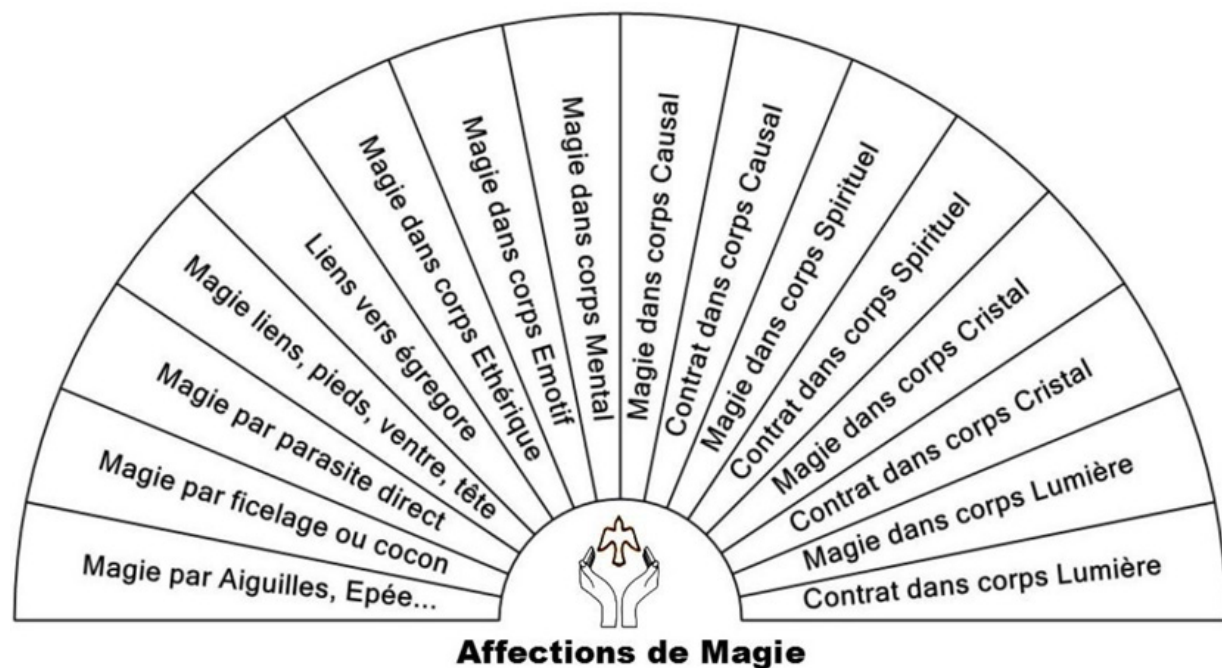 Magie par Aiguilles, Epée...
Magie par ficelage ou cocon
Magie par parasite direct
Magie liens, pieds, ventre, tête
Liens vers égregore
Magie dans corps Ethérique
Magie dans corps Emotif
Magie dans corps Mental
Magie dans corps Causal
Contrat dans corps Causal
Magie dans corps Spirituel
Contrat dans corps Spirituel
Magie dans corps Cristal
Contrat dans corps Cristal
Magie dans corps Lumière
Contrat dans corps Lumière
Affections de Magie